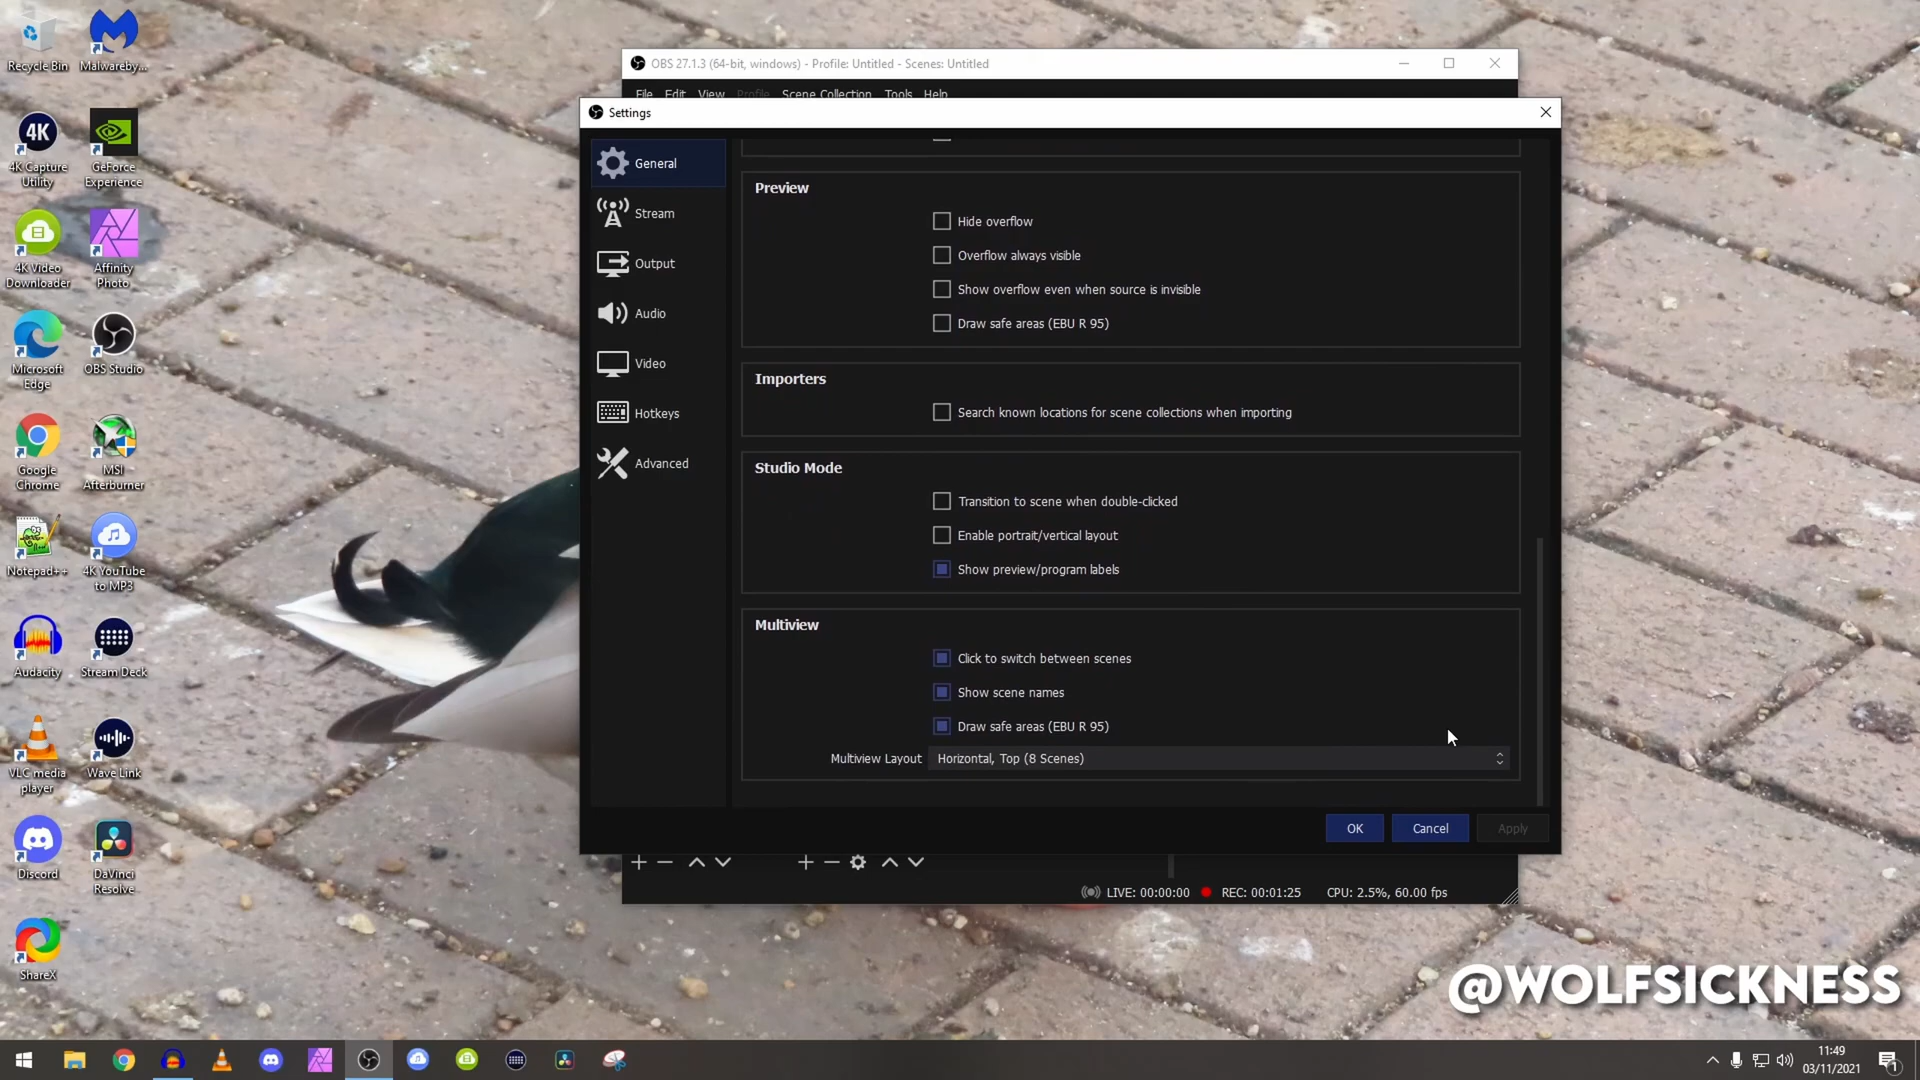 Recycle Bin
Malwareby...
4K
4K Capture
Utility
GeForce
Experience
4K Video
Downloader
Affinity
Photo
Microsoft
Edge
OBS Studio
Google
Chrome
MSI
Afterburner
Notepad++
4K YouTube
to MP3
Audacity
Stream Deck
VLC media
player
Wave Link
Discord
DaVinci
Resolve
ShareX
OBS 27.1.3 (64-bit, windows) - Profile: Untitled - Scenes: Untitled
File Edit View Profile Scene Collection Tools Help
Settings
General
Stream
Output
Audio
Video
Hotkeys
Advanced
Preview
Hide overflow
Overflow always visible
Show overflow even when source is invisible
Draw safe areas (EBU R 95)
Importers
Search known locations for scene collections when importing
Studio Mode
Transition to scene when double-clicked
Enable portrait/vertical layout
Show preview/program labels
Multiview
Click to switch between scenes
Show scene names
Draw safe areas (EBU R 95)
Multiview Layout Horizontal, Top (8 Scenes)
OK Cancel Apply
LIVE: 00:00:00 REC: 00:01:25 CPU: 2.5%, 60.00 fps
@WOLFSICKNESS
11:49
03/11/2021
1